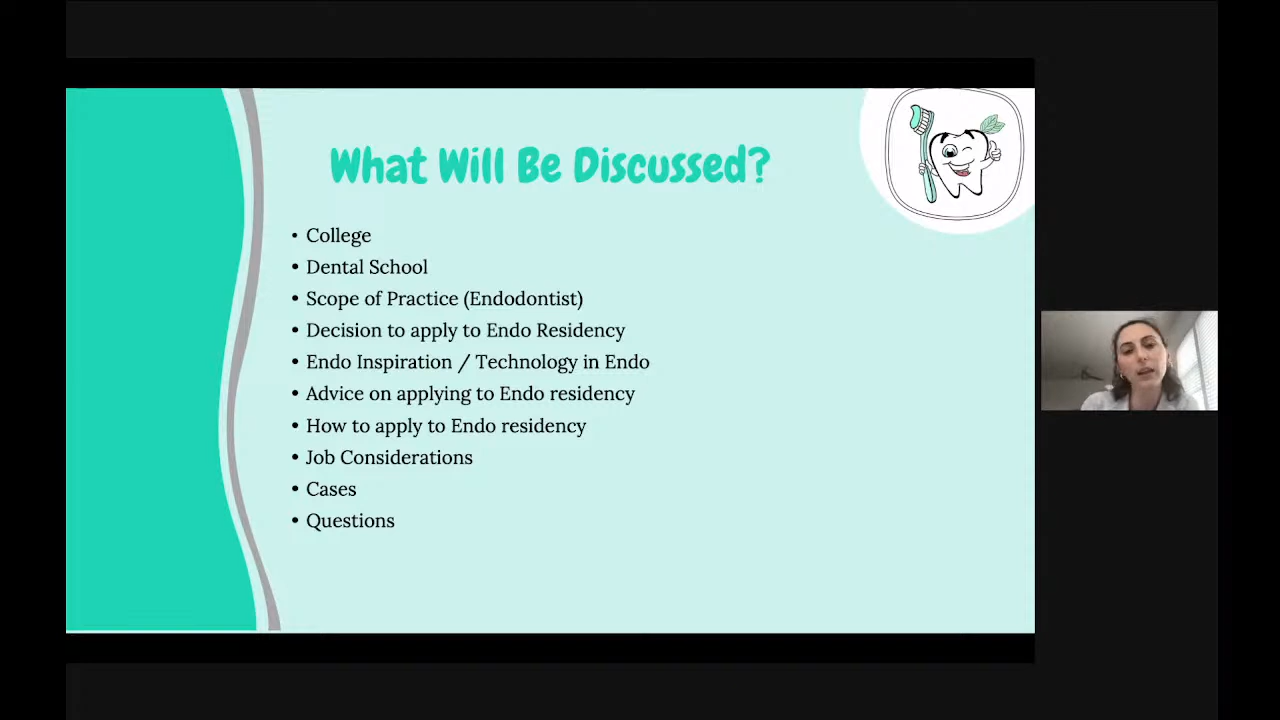 What Will Be Discussed?
• College
• Dental School
• Scope of Practice (Endodontist)
• Decision to apply to Endo Residency
• Endo Inspiration / Technology in Endo
• Advice on applying to Endo residency
• How to apply to Endo residency
• Job Considerations
• Cases
• Questions